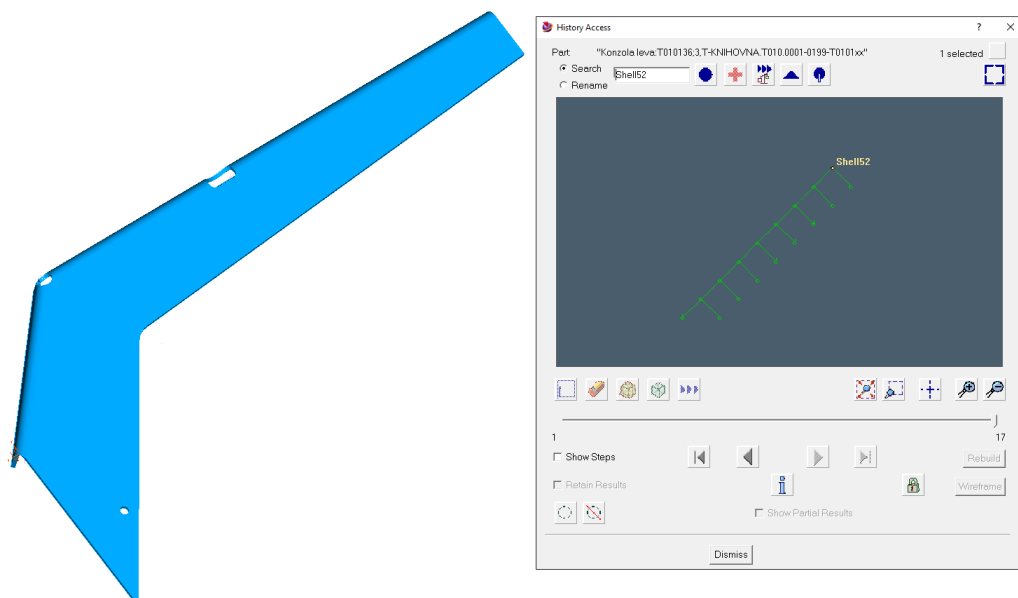 History Access
Part: "Konzola leva:T010136;3,T-KNIHOVNA.T010.0001-0199-T0101xx"
1 selected
Search
Shell52
Rename
Shell52
1
17
Show Steps
Rebuild
Retain Results
Wireframe
Show Partial Results
Dismiss